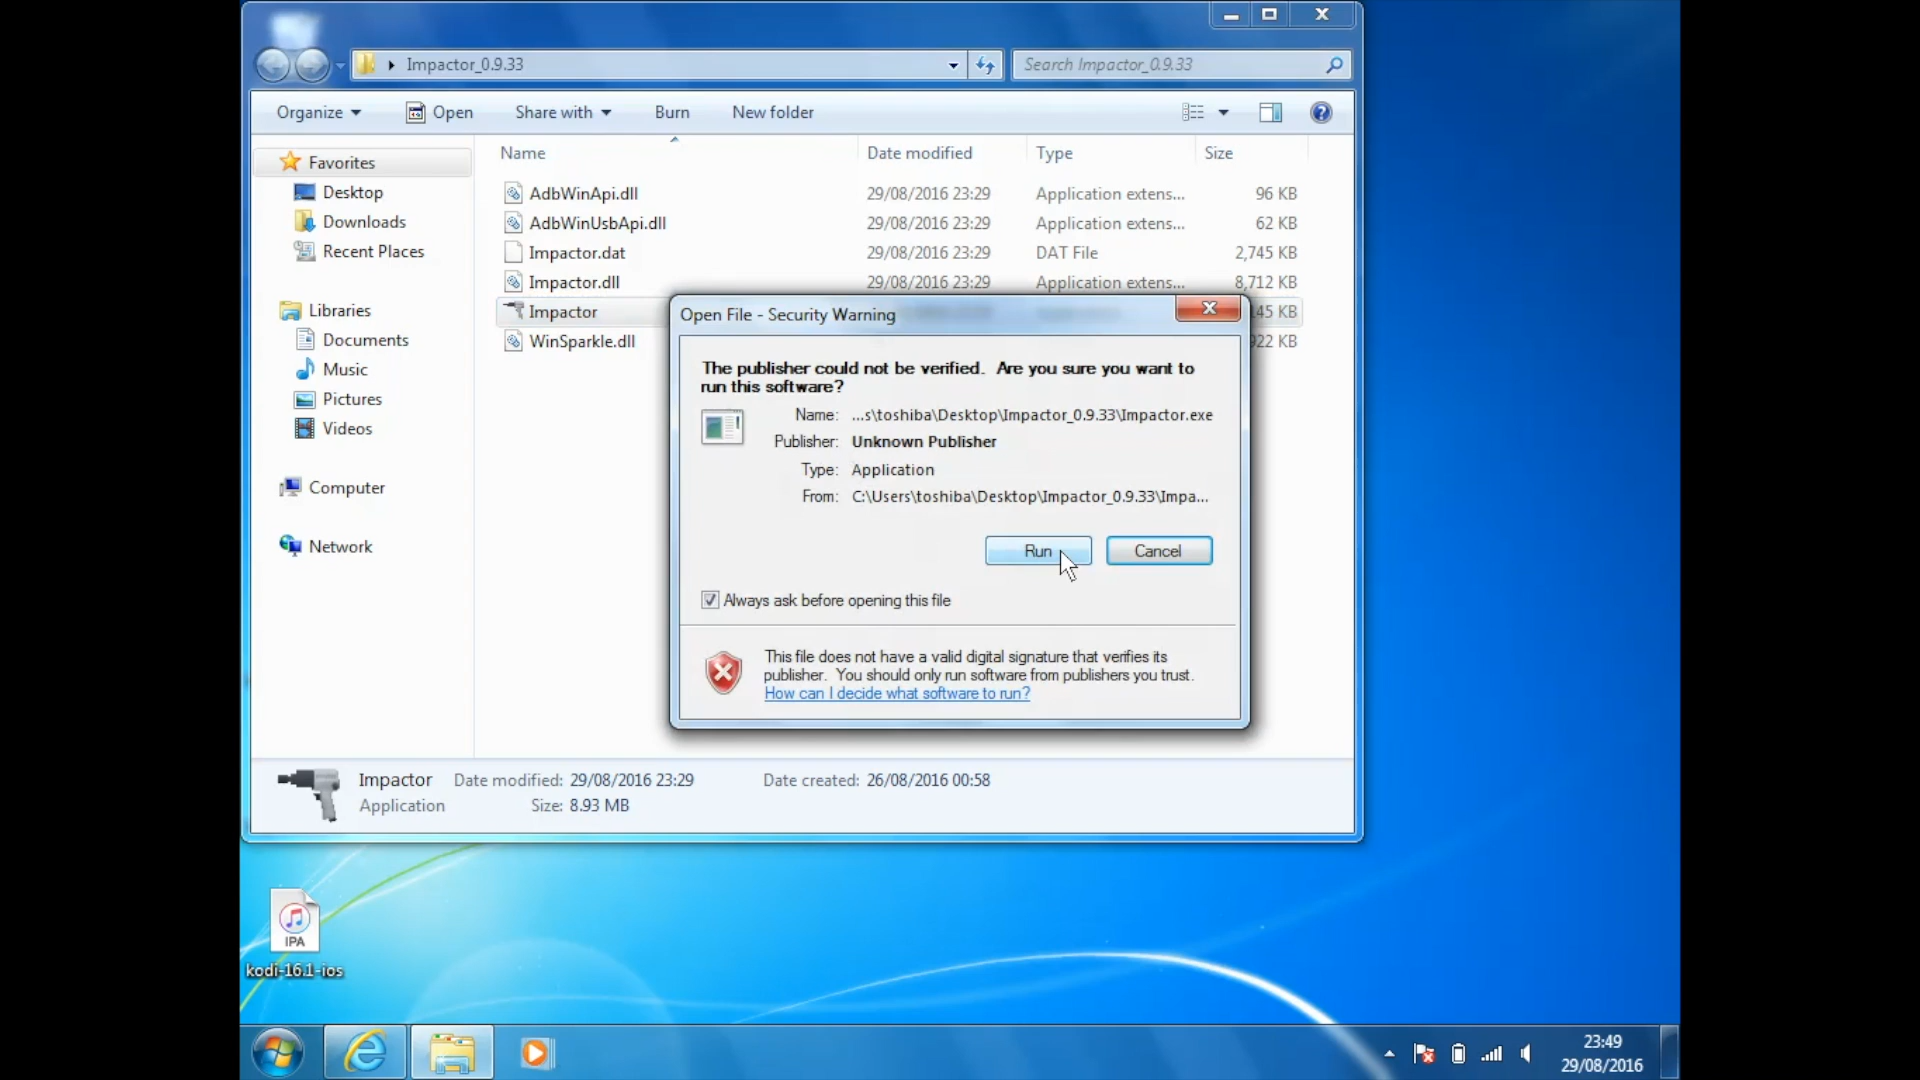 Impactor_0.9.33
Search Impactor_0.9.33
Organize
Open
Share with
Burn
New folder
Name
Date modified
Type
Size
Favorites
Desktop
Downloads
Recent Places
Libraries
Documents
Music
Pictures
Videos
Computer
Network
AdbWinApi.dll 29/08/2016 23:29 Application extens... 96 KB
AdbWinUsbApi.dll 29/08/2016 23:29 Application extens... 62 KB
Impactor.dat 29/08/2016 23:29 DAT File 2,745 KB
Impactor.dll 29/08/2016 23:29 Application extens... 8,712 KB
Impactor 145 KB
WinSparkle.dll 922 KB
Open File - Security Warning
The publisher could not be verified. Are you sure you want to
run this software?
Name: ...s\toshiba\Desktop\Impactor_0.9.33\Impactor.exe
Publisher: Unknown Publisher
Type: Application
From: C:\Users\toshiba\Desktop\Impactor_0.9.33\Impa...
Run
Cancel
Always ask before opening this file
This file does not have a valid digital signature that verifies its
publisher. You should only run software from publishers you trust.
How can I decide what software to run?
Impactor Date modified: 29/08/2016 23:29 Date created: 26/08/2016 00:58
Application Size: 8.93 MB
IPA
kodi-16.1-ios
23:49
29/08/2016